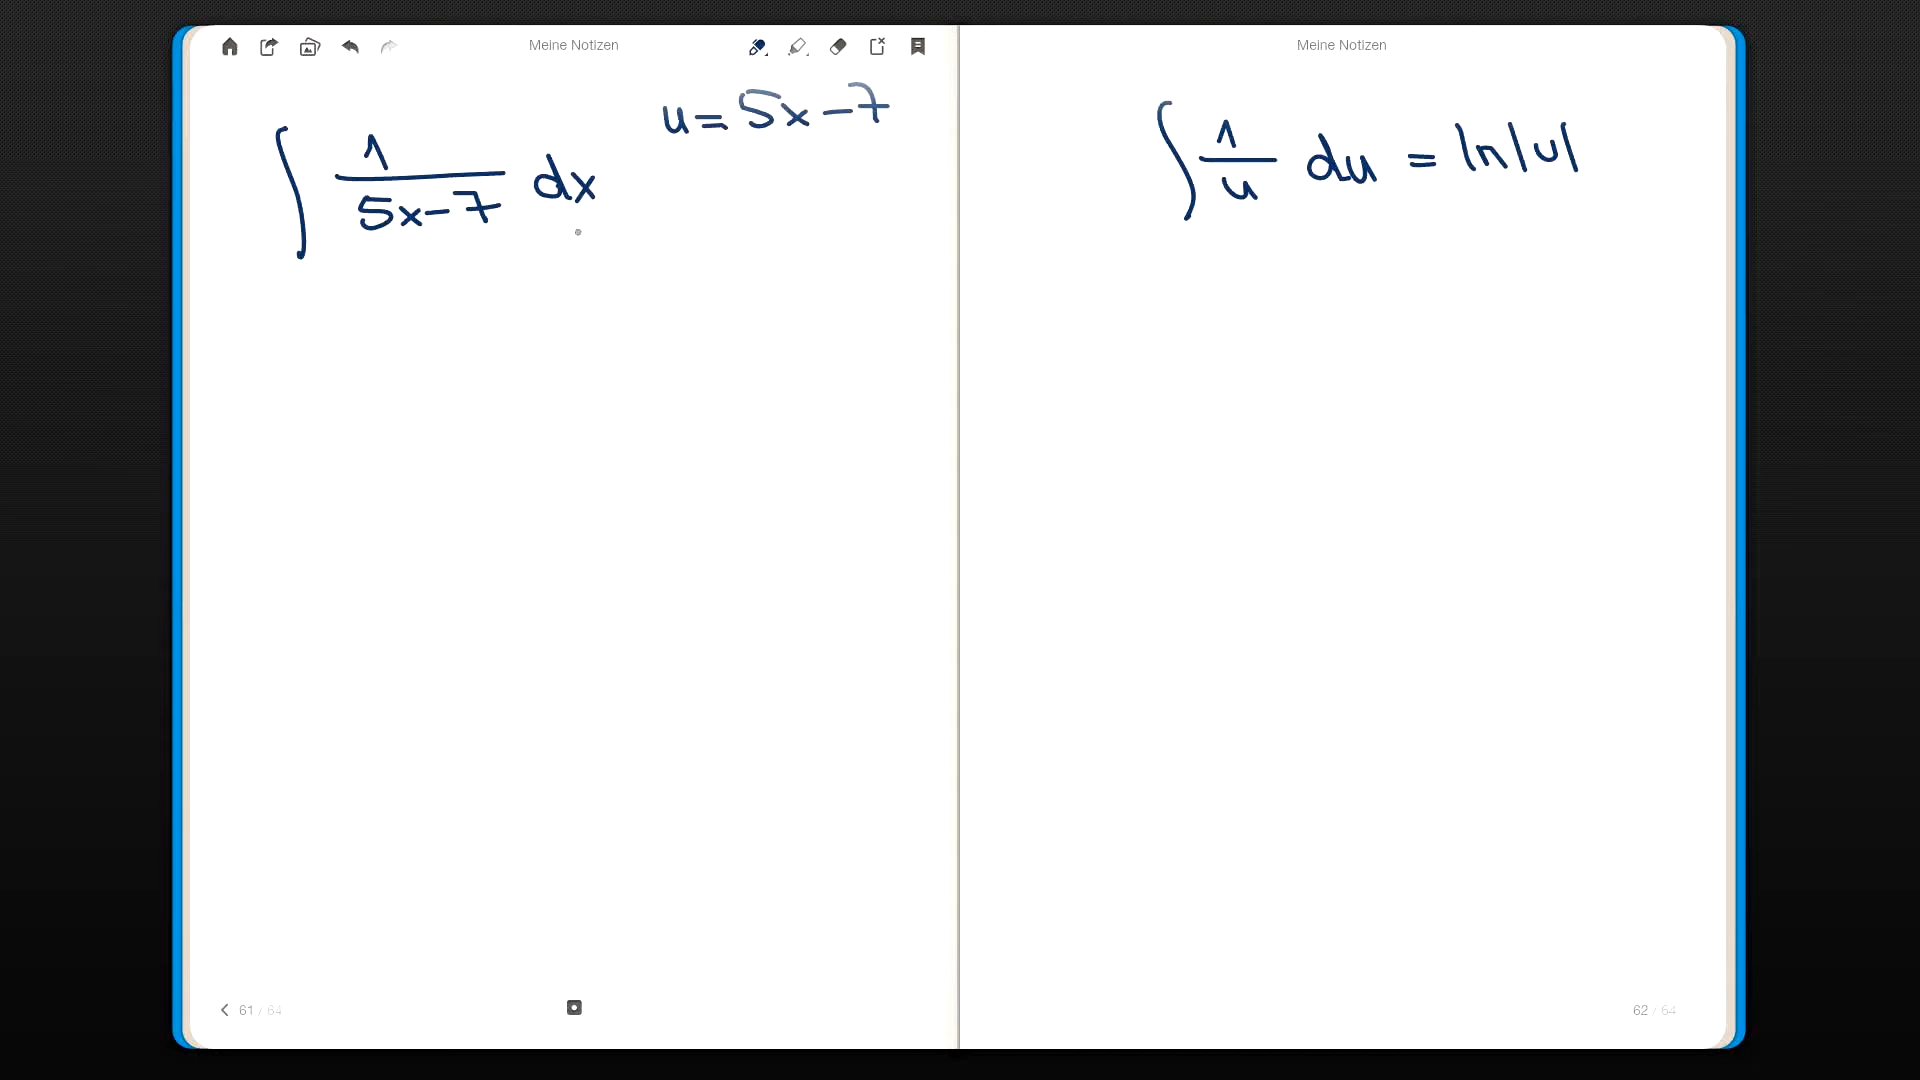 Meine Notizen
u = 5x - 7
∫ 1/(5x-7) dx
61 / 64
Meine Notizen
∫ 1/u du = ln|u|
62 / 64